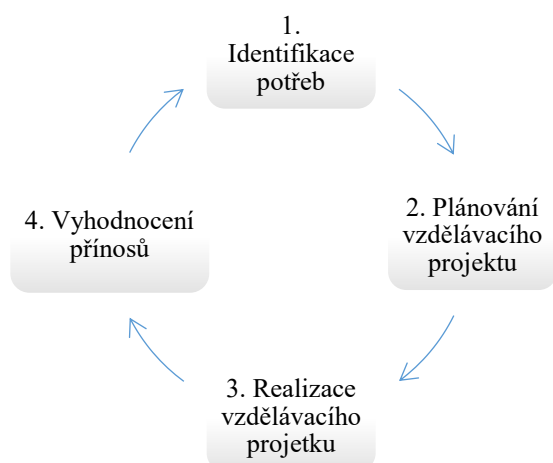 1.
Identifikace
potřeb
2. Plánování
vzdělávacího
projektu
3. Realizace
vzdělávacího
projetku
4. Vyhodnocení
přínosů